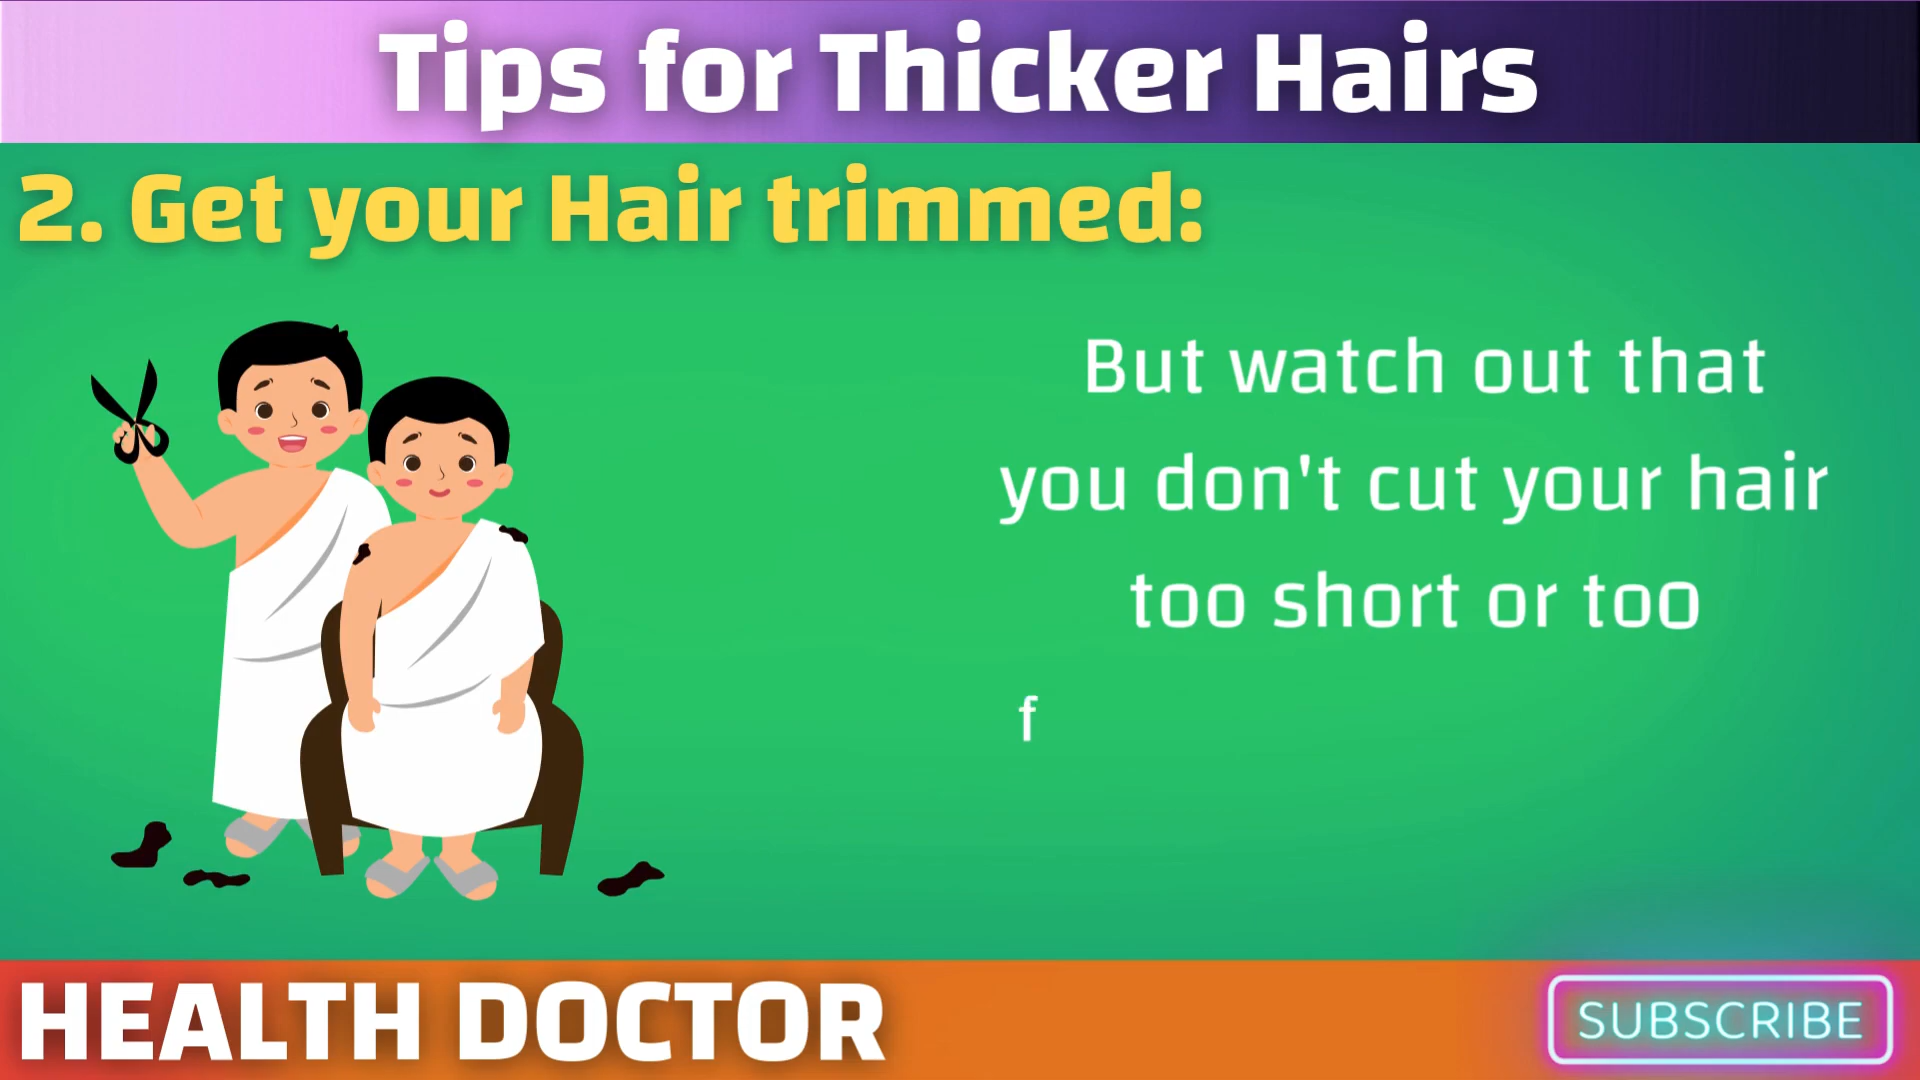 Tips for Thicker Hairs
2. Get your Hair trimmed:
But watch out that
you don't cut your hair
too short or too
f
HEALTH DOCTOR
SUBSCRIBE